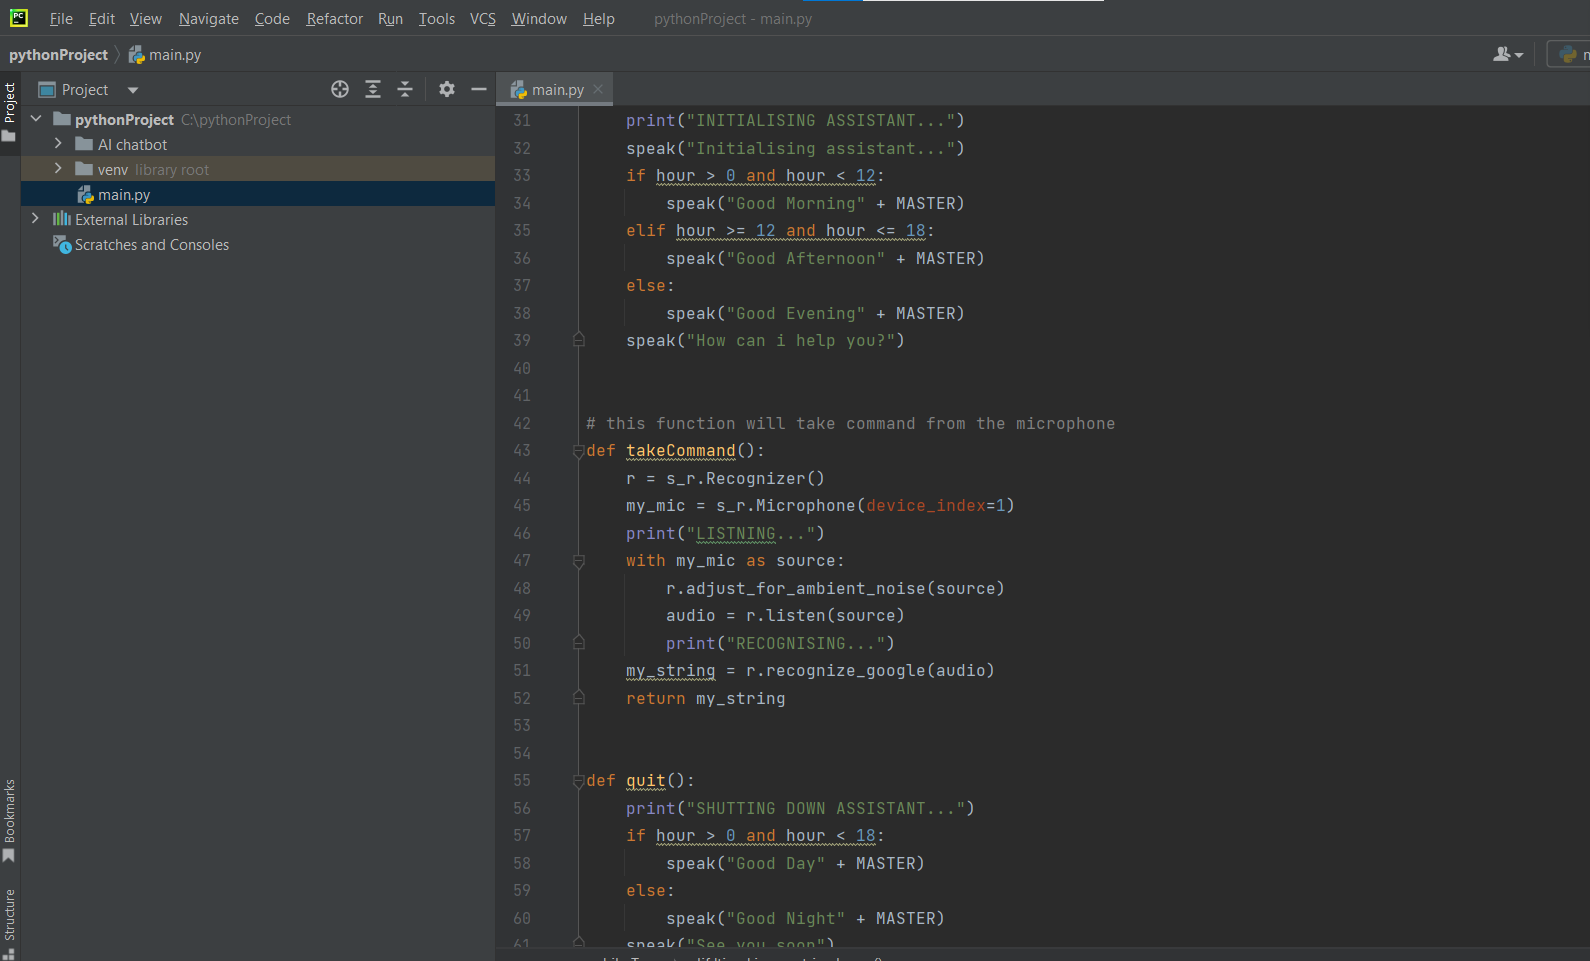 PC File Edit View Navigate Code Refactor Run Tools VCS Window Help pythonProject - main.py
pythonProject main.py
Project
Project
main.py
pythonProject C:\pythonProject
AI chatbot
venv library root
main.py
External Libraries
Scratches and Consoles
Bookmarks
Structure
31 print("INITIALISING ASSISTANT...")
32 speak("Initialising assistant...")
33 if hour > 0 and hour < 12:
34 speak("Good Morning" + MASTER)
35 elif hour >= 12 and hour <= 18:
36 speak("Good Afternoon" + MASTER)
37 else:
38 speak("Good Evening" + MASTER)
39 speak("How can i help you?")
40
41
42 # this function will take command from the microphone
43 def takeCommand():
44 r = s_r.Recognizer()
45 my_mic = s_r.Microphone(device_index=1)
46 print("LISTNING...")
47 with my_mic as source:
48 r.adjust_for_ambient_noise(source)
49 audio = r.listen(source)
50 print("RECOGNISING...")
51 my_string = r.recognize_google(audio)
52 return my_string
53
54
55 def quit():
56 print("SHUTTING DOWN ASSISTANT...")
57 if hour > 0 and hour < 18:
58 speak("Good Day" + MASTER)
59 else:
60 speak("Good Night" + MASTER)
61 speak("See you soon")